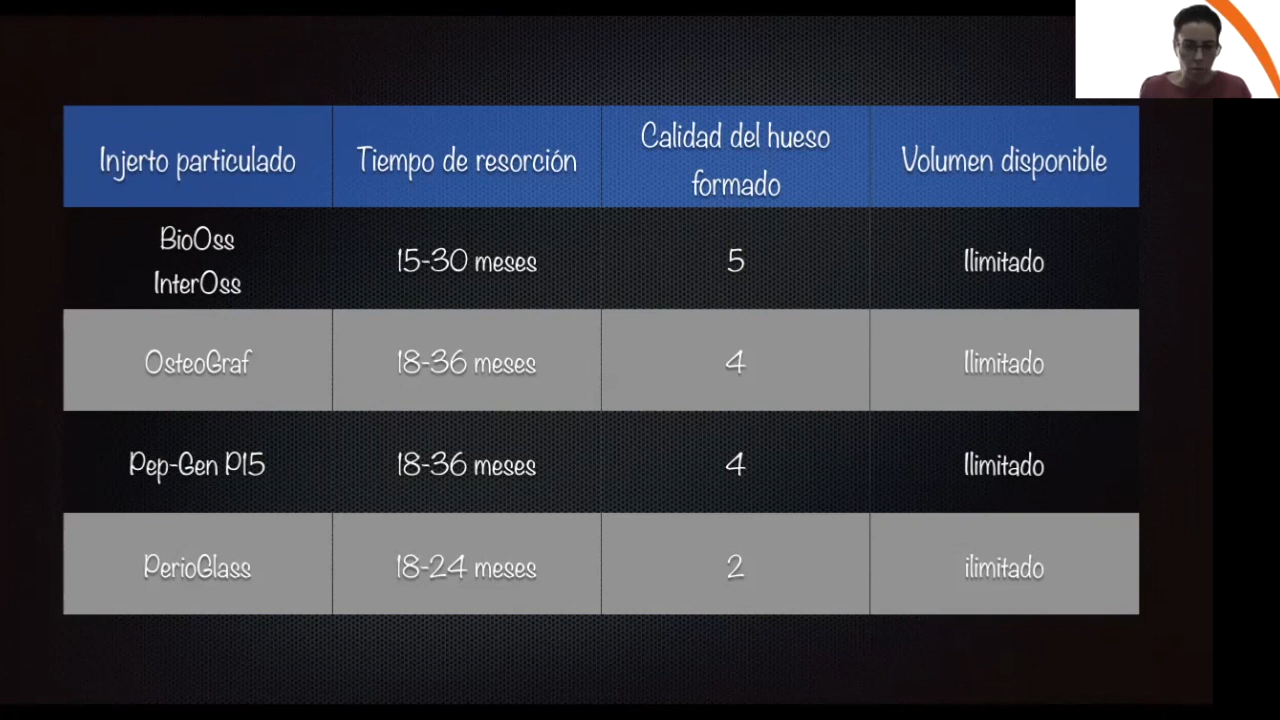 Injerto particulado
Tiempo de resorción
Calidad del hueso
formado
Volumen disponible
BioOss
InterOss
15-30 meses
5
Ilimitado
OsteoGraf
18-36 meses
4
Ilimitado
Pep-Gen P15
18-36 meses
4
Ilimitado
PerioGlass
18-24 meses
2
ilimitado